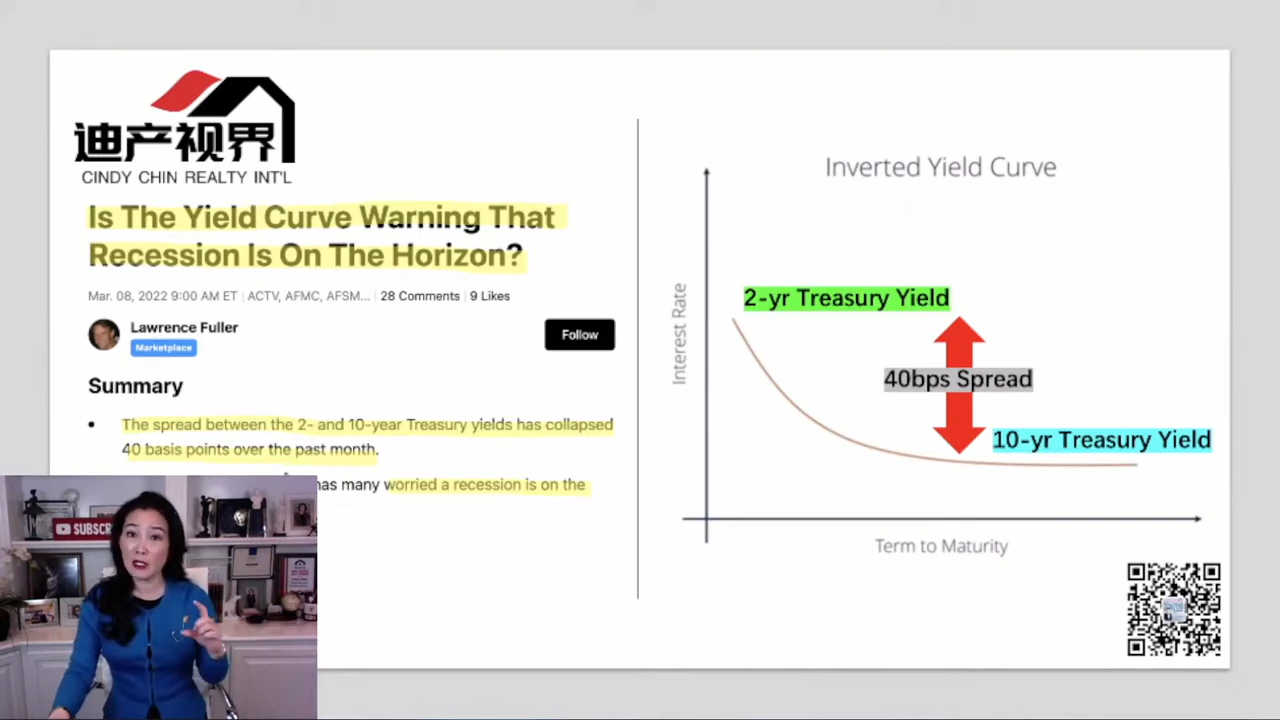 迪产视界
CINDY CHIN REALTY INT'L
Is The Yield Curve Warning That
Recession Is On The Horizon?
Mar. 08, 2022 9:00 AM ET | ACTV, AFMC, AFSM... | 28 Comments | 9 Likes
Lawrence Fuller
Marketplace
Follow
Summary
• The spread between the 2- and 10-year Treasury yields has collapsed
40 basis points over the past month.
has many worried a recession is on the
SUBSCR
Inverted Yield Curve
Interest Rate
2-yr Treasury Yield
40bps Spread
10-yr Treasury Yield
Term to Maturity